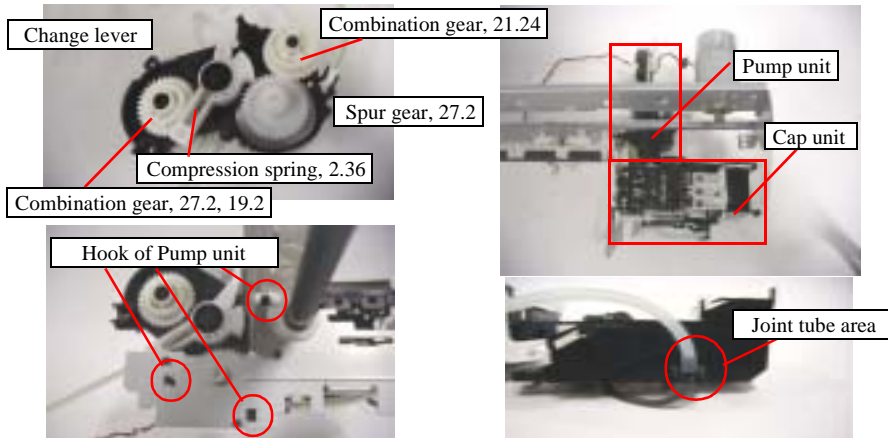 Change lever
Combination gear, 21.24
Spur gear, 27.2
Compression spring, 2.36
Combination gear, 27.2, 19.2
Pump unit
Cap unit
Hook of Pump unit
Joint tube area